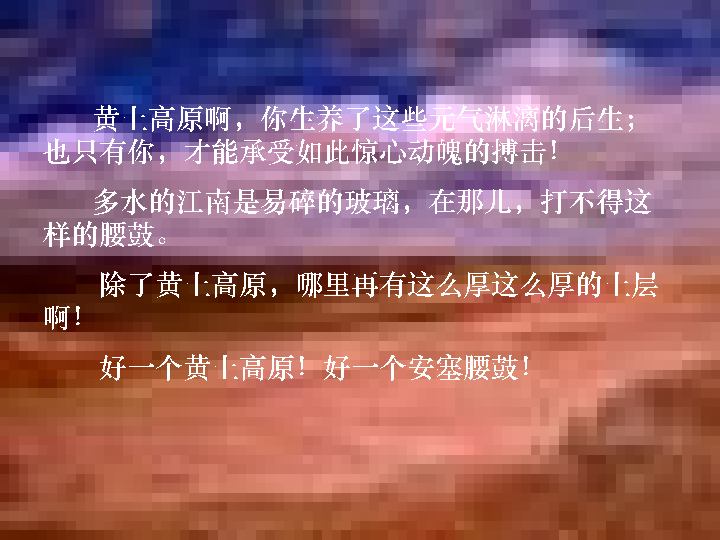 黄土高原啊，你生养了这些元气淋漓的后生；
也只有你，才能承受如此惊心动魄的搏击！
多水的江南是易碎的玻璃，在那儿，打不得这
样的腰鼓。
除了黄土高原，哪里再有这么厚这么厚的土层
啊！
好一个黄土高原！好一个安塞腰鼓！